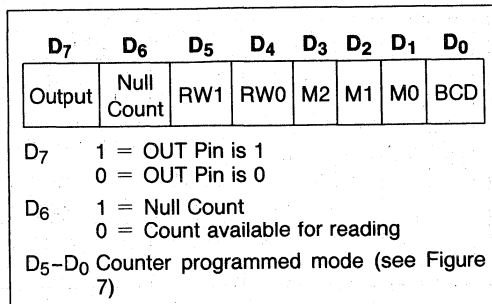 D7 D6 D5 D4 D3 D2 D1 D0
Output Null Count RW1 RW0 M2 M1 M0 BCD
D7 1 = OUT Pin is 1
0 = OUT Pin is 0
D6 1 = Null Count
0 = Count available for reading
D5–D0 Counter programmed mode (see Figure
7)